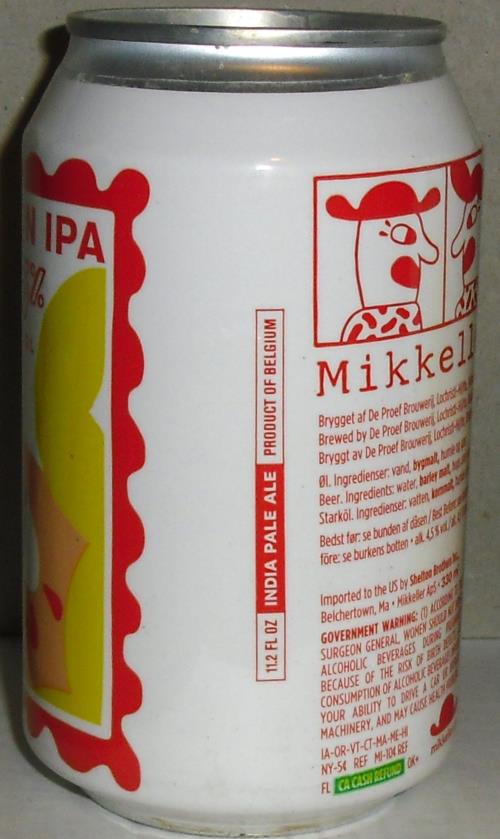 N IPA
%
11.2 FL OZ INDIA PALE ALE PRODUCT OF BELGIUM
Mikkell
Brygget af De Proef Brouwerij, Lochristi-Hijfte,
Brewed by De Proef Brouwerij, Lochristi-Hijfte,
Bryggt av De Proef Brouwerij, Lochristi-Hijfte,
Øl. Ingredienser: vand, bygmalt, humle og
Beer. Ingredients: water, barley malt,
Starköl. Ingredienser: vatten, kornmalt,
Bedst før: se bunden af dåsen / Best Before:
före: se burkens botten • alk. 4,5 % vol./
Imported to the US by Shelton Brothers Inc.,
Belchertown, Ma • Mikkeller ApS • 330
GOVERNMENT WARNING: (1) ACCORDING
SURGEON GENERAL, WOMEN SHOULD
ALCOHOLIC BEVERAGES DURING
BECAUSE OF THE RISK OF BIRTH
CONSUMPTION OF ALCOHOLIC BEVERAGES
YOUR ABILITY TO DRIVE A CAR OR
MACHINERY, AND MAY CAUSE HEALTH
IA-OR-VT-CT-MA-ME-HI
NY-5¢ REF MI-10¢ REF
FL CA CASH REFUND OK+